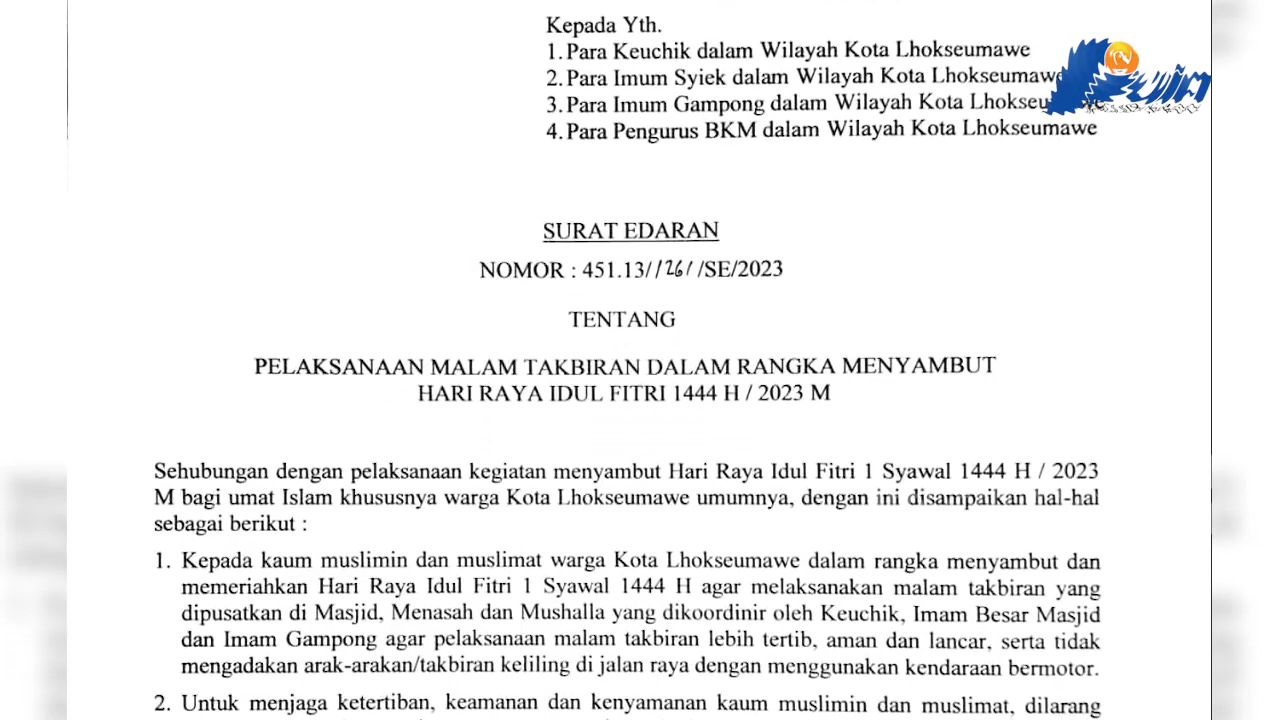 Kepada Yth.
1. Para Keuchik dalam Wilayah Kota Lhokseumawe
2. Para Imum Syiek dalam Wilayah Kota Lhokseumawe
3. Para Imum Gampong dalam Wilayah Kota Lhokseumawe
4. Para Pengurus BKM dalam Wilayah Kota Lhokseumawe
SURAT EDARAN
NOMOR : 451.13//26/ /SE/2023
TENTANG
PELAKSANAAN MALAM TAKBIRAN DALAM RANGKA MENYAMBUT
HARI RAYA IDUL FITRI 1444 H / 2023 M
Sehubungan dengan pelaksanaan kegiatan menyambut Hari Raya Idul Fitri 1 Syawal 1444 H / 2023
M bagi umat Islam khususnya warga Kota Lhokseumawe umumnya, dengan ini disampaikan hal-hal
sebagai berikut :
1. Kepada kaum muslimin dan muslimat warga Kota Lhokseumawe dalam rangka menyambut dan
memeriahkan Hari Raya Idul Fitri 1 Syawal 1444 H agar melaksanakan malam takbiran yang
dipusatkan di Masjid, Menasah dan Mushalla yang dikoordinir oleh Keuchik, Imam Besar Masjid
dan Imam Gampong agar pelaksanaan malam takbiran lebih tertib, aman dan lancar, serta tidak
mengadakan arak-arakan/takbiran keliling di jalan raya dengan menggunakan kendaraan bermotor.
2. Untuk menjaga ketertiban, keamanan dan kenyamanan kaum muslimin dan muslimat, dilarang